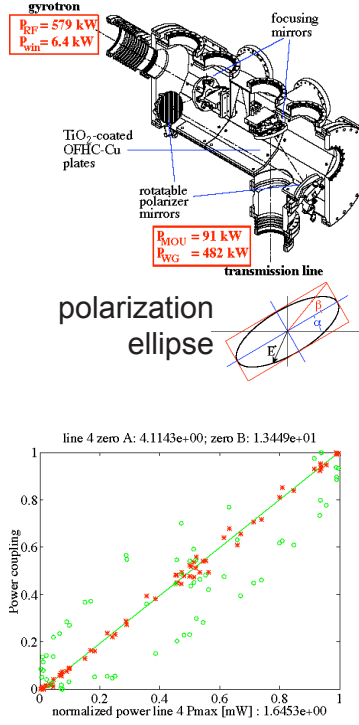 gyrotron
P_RF = 579 kW
P_win = 6.4 kW
focusing
mirrors
TiO₂-coated
OFHC-Cu
plates
rotatable
polarizer
mirrors
P_MOU = 91 kW
P_WG = 482 kW
transmission line
polarization
ellipse
β
α
E
line 4 zero A: 4.1143e+00; zero B: 1.3449e+01
Power coupling
1
0.8
0.6
0.4
0.2
0
0 0.2 0.4 0.6 0.8 1
normalized power line 4 Pmax [mW] : 1.6453e+00